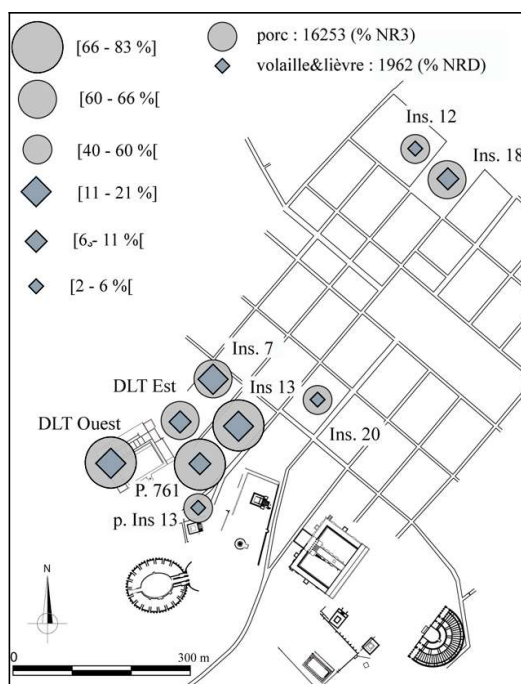 [66 - 83 %]
[60 - 66 %[
[40 - 60 %[
[11 - 21 %]
[6 - 11 %[
[2 - 6 %[
porc : 16253 (% NR3)
volaille&lièvre : 1962 (% NRD)
Ins. 12
Ins. 18
Ins. 7
DLT Est
Ins 13
DLT Ouest
Ins. 20
P. 761
p. Ins 13
N
0
300 m